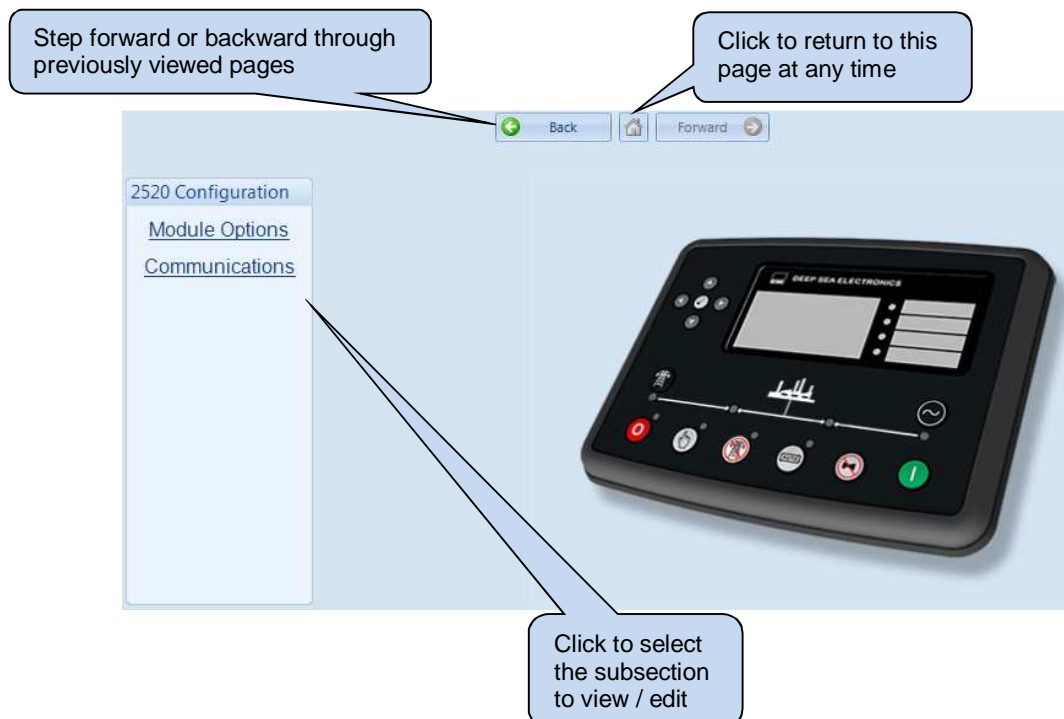 Step forward or backward through
previously viewed pages
Click to return to this
page at any time
Back
Forward
2520 Configuration
Module Options
Communications
DEEP SEA ELECTRONICS
AUTO
Click to select
the subsection
to view / edit